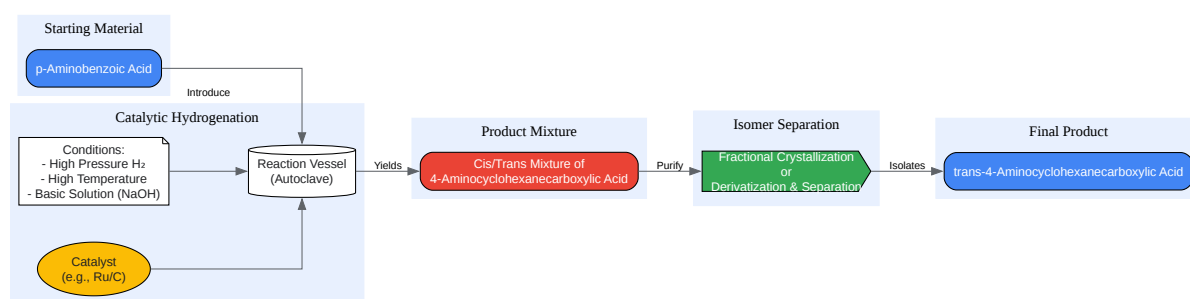 Starting Material
p-Aminobenzoic Acid
Introduce
Catalytic Hydrogenation
Conditions:
- High Pressure H₂
- High Temperature
- Basic Solution (NaOH)
Reaction Vessel
(Autoclave)
Catalyst
(e.g., Ru/C)
Yields
Product Mixture
Cis/Trans Mixture of
4-Aminocyclohexanecarboxylic Acid
Purify
Isomer Separation
Fractional Crystallization
or
Derivatization & Separation
Isolates
Final Product
trans-4-Aminocyclohexanecarboxylic Acid